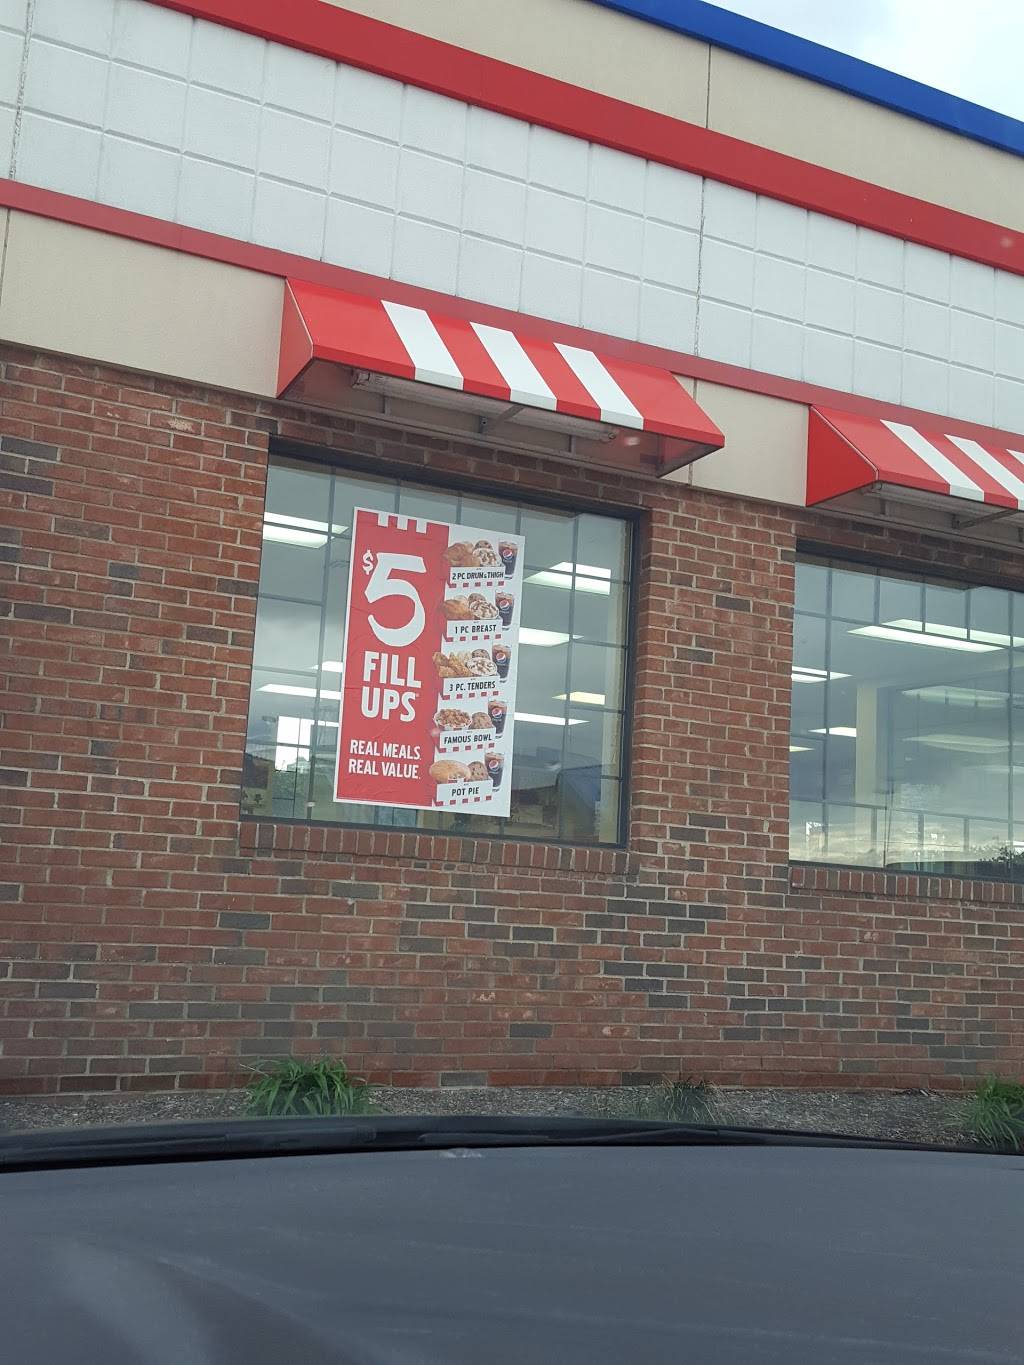 $5
FILL
UPS
REAL MEALS.
REAL VALUE.
2 PC DRUM & THIGH
1 PC BREAST
3 PC. TENDERS
FAMOUS BOWL
POT PIE